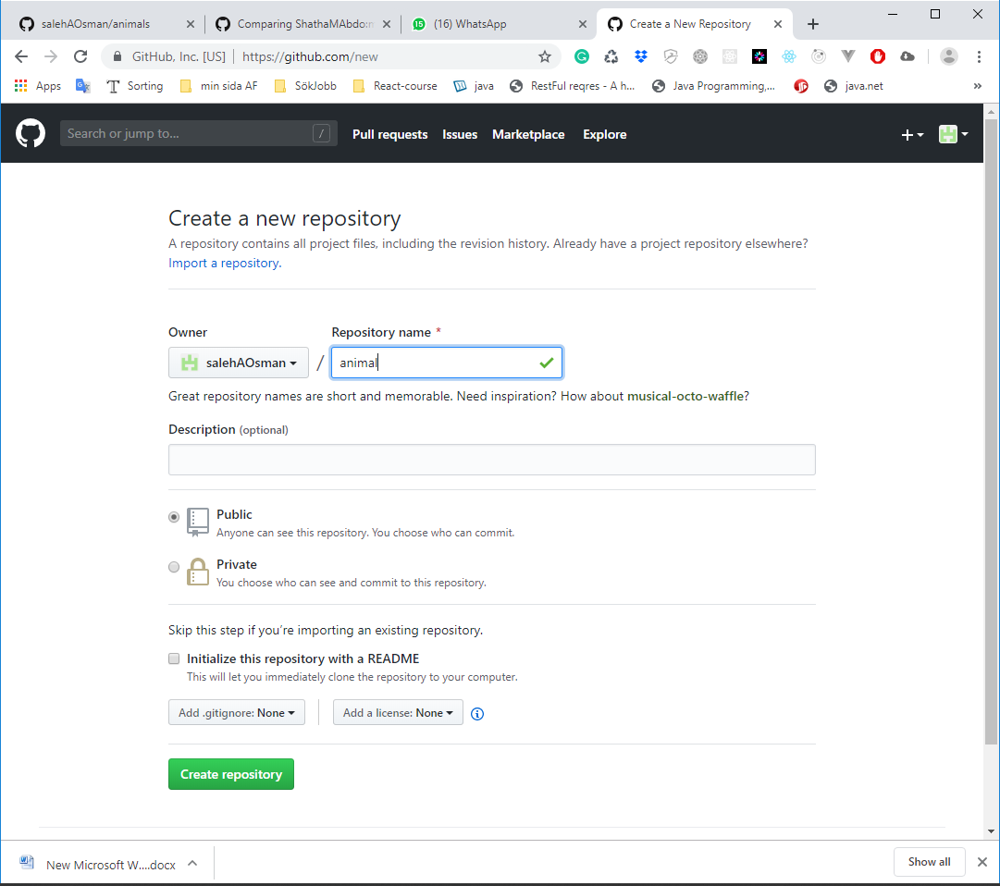 salehAOsman/animals
Comparing ShathaMAbdo:m
15 (16) WhatsApp
Create a New Repository
GitHub, Inc. [US] | https://github.com/new
Apps
Sorting
min sida AF
SökJobb
React-course
java
RestFul reqres - A h...
Java Programming,...
java.net
»
Search or jump to...
/
Pull requests
Issues
Marketplace
Explore
Create a new repository
A repository contains all project files, including the revision history. Already have a project repository elsewhere?
Import a repository.
Owner
Repository name *
salehAOsman
/
animal
Great repository names are short and memorable. Need inspiration? How about musical-octo-waffle?
Description (optional)
Public
Anyone can see this repository. You choose who can commit.
Private
You choose who can see and commit to this repository.
Skip this step if you’re importing an existing repository.
Initialize this repository with a README
This will let you immediately clone the repository to your computer.
Add .gitignore: None
Add a license: None
Create repository
New Microsoft W....docx
Show all